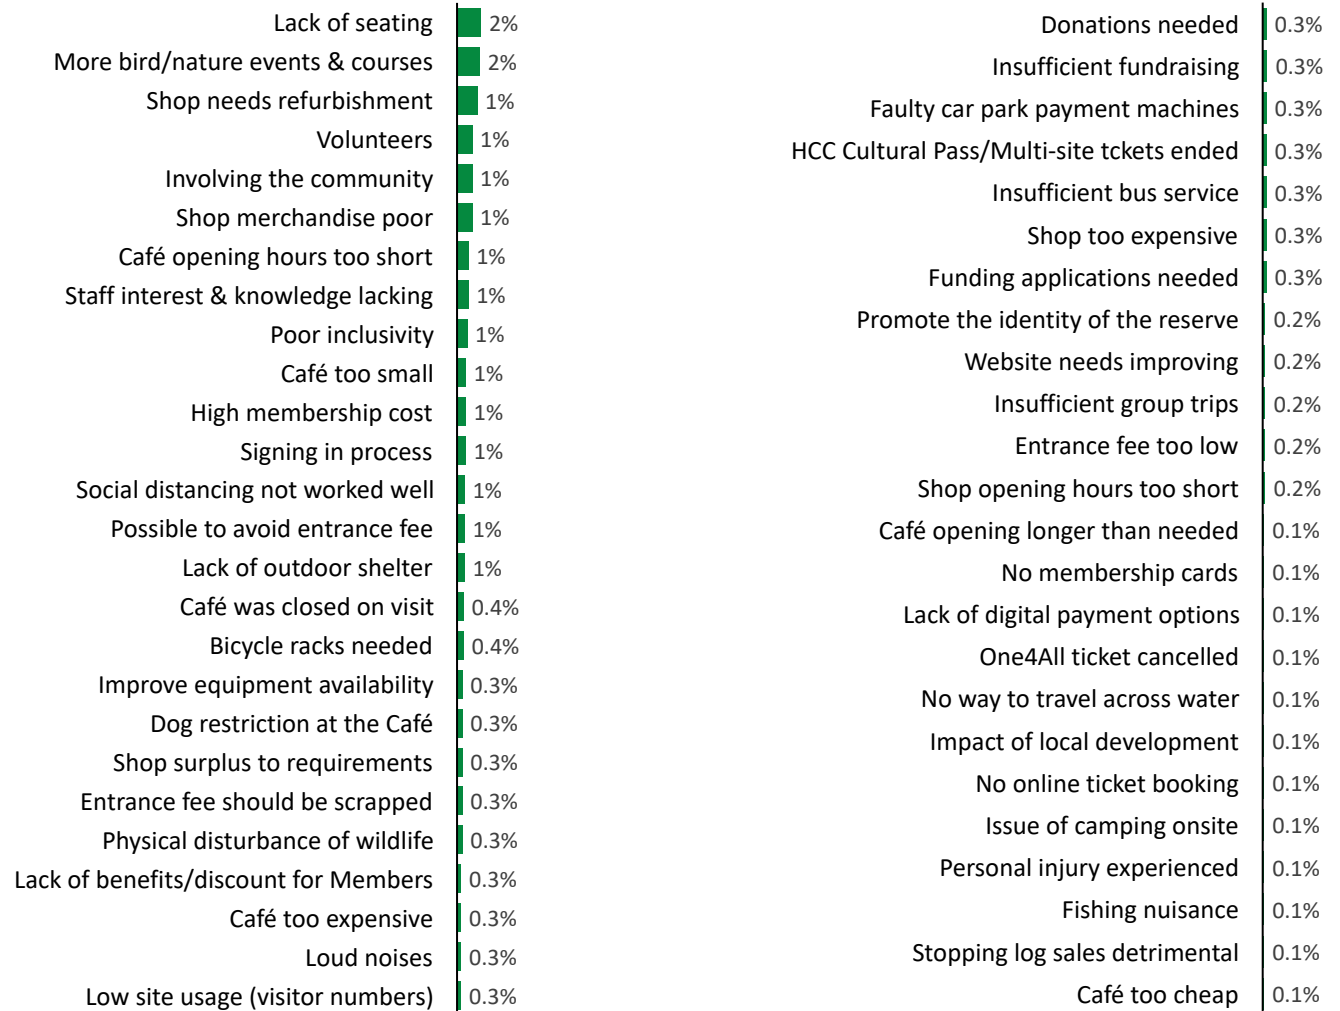 Lack of seating 2%
More bird/nature events & courses 2%
Shop needs refurbishment 1%
Volunteers 1%
Involving the community 1%
Shop merchandise poor 1%
Café opening hours too short 1%
Staff interest & knowledge lacking 1%
Poor inclusivity 1%
Café too small 1%
High membership cost 1%
Signing in process 1%
Social distancing not worked well 1%
Possible to avoid entrance fee 1%
Lack of outdoor shelter 1%
Café was closed on visit 0.4%
Bicycle racks needed 0.4%
Improve equipment availability 0.3%
Dog restriction at the Café 0.3%
Shop surplus to requirements 0.3%
Entrance fee should be scrapped 0.3%
Physical disturbance of wildlife 0.3%
Lack of benefits/discount for Members 0.3%
Café too expensive 0.3%
Loud noises 0.3%
Low site usage (visitor numbers) 0.3%
Donations needed 0.3%
Insufficient fundraising 0.3%
Faulty car park payment machines 0.3%
HCC Cultural Pass/Multi-site tckets ended 0.3%
Insufficient bus service 0.3%
Shop too expensive 0.3%
Funding applications needed 0.3%
Promote the identity of the reserve 0.2%
Website needs improving 0.2%
Insufficient group trips 0.2%
Entrance fee too low 0.2%
Shop opening hours too short 0.2%
Café opening longer than needed 0.1%
No membership cards 0.1%
Lack of digital payment options 0.1%
One4All ticket cancelled 0.1%
No way to travel across water 0.1%
Impact of local development 0.1%
No online ticket booking 0.1%
Issue of camping onsite 0.1%
Personal injury experienced 0.1%
Fishing nuisance 0.1%
Stopping log sales detrimental 0.1%
Café too cheap 0.1%